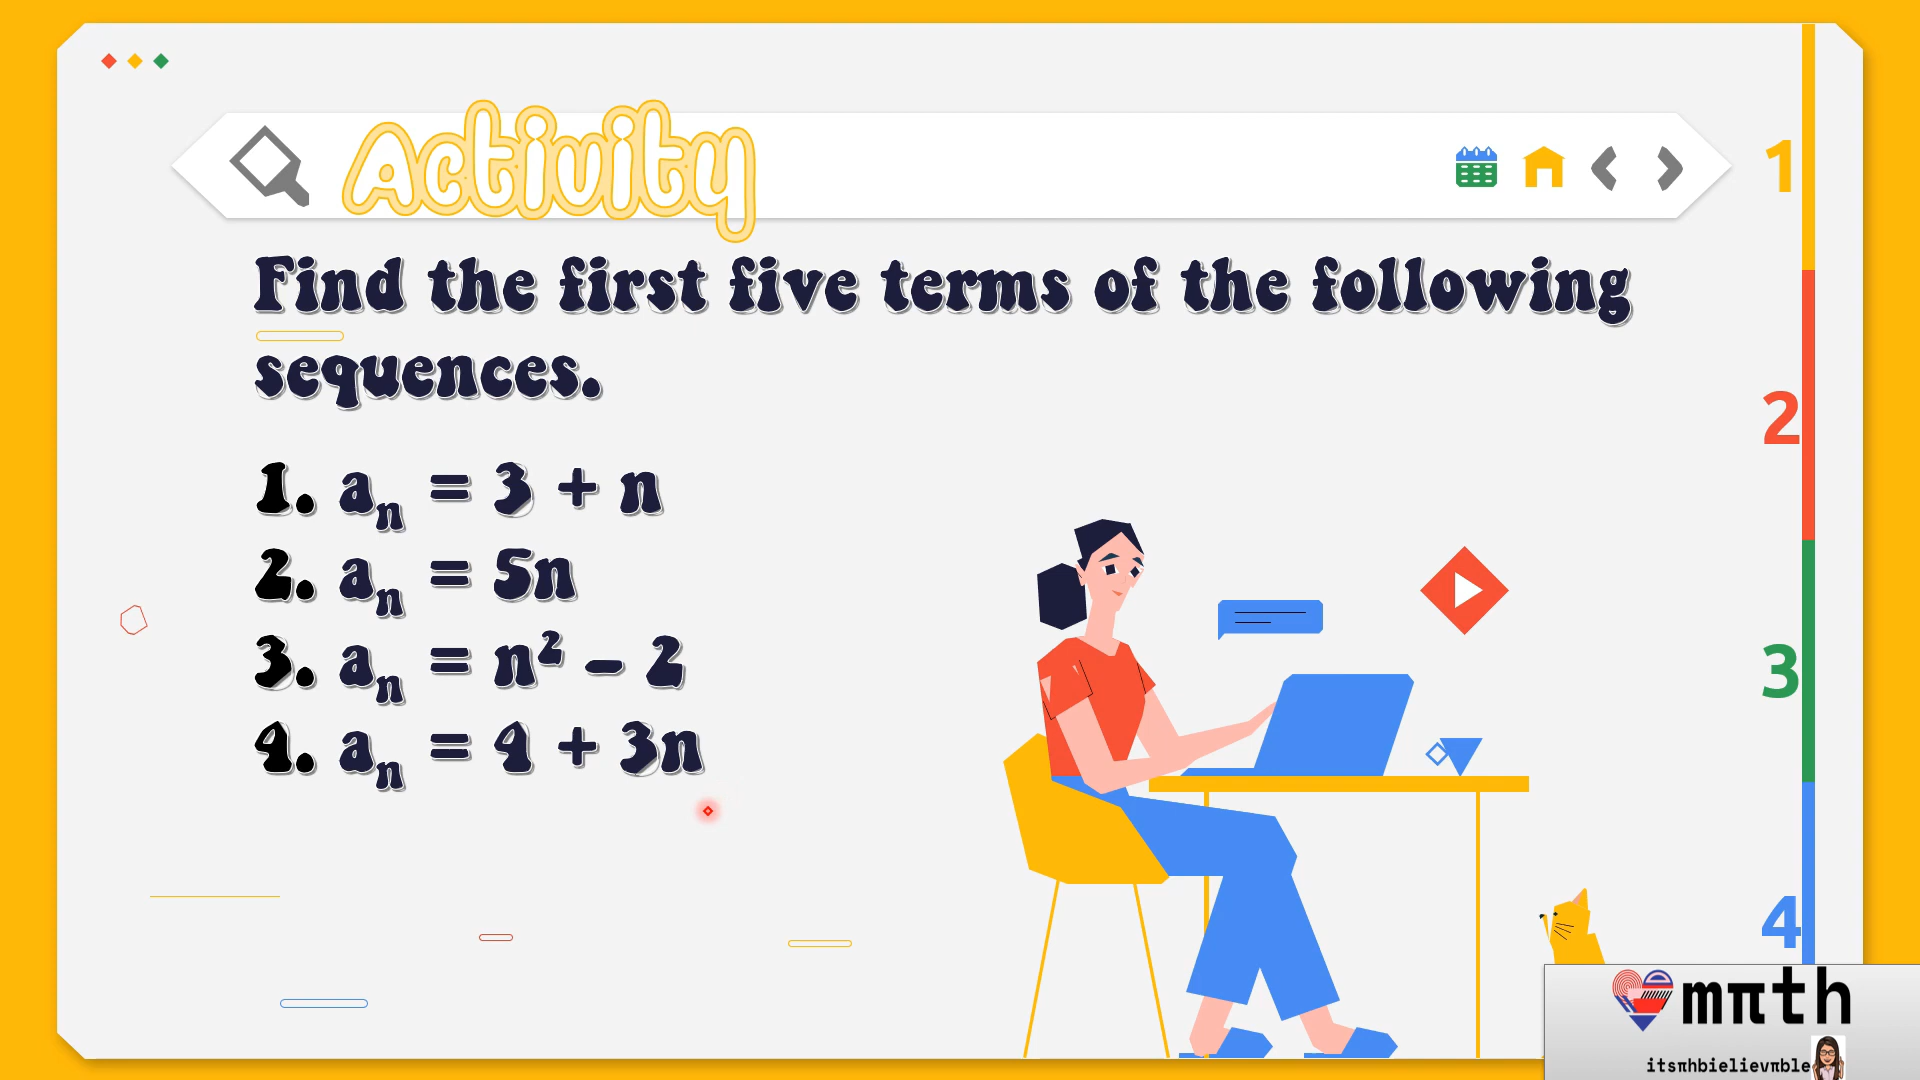 Activity
Find the first five terms of the following
sequences.
1. aₙ = 3 + n
2. aₙ = 5n
3. aₙ = n² – 2
4. aₙ = 4 + 3n
1
2
3
4
mπth
itsπhbielievπble